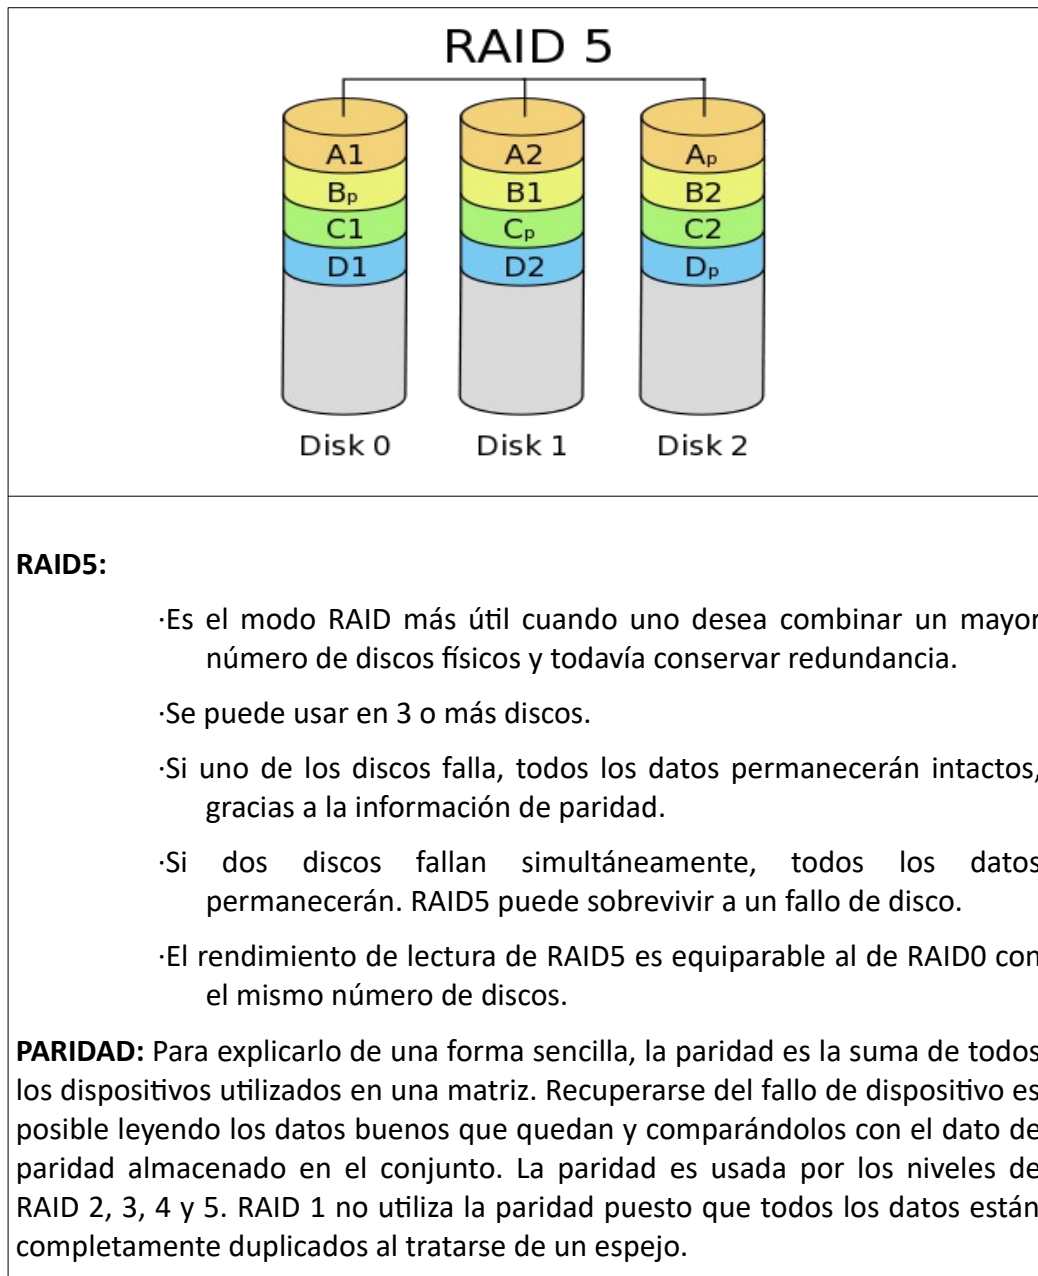 RAID 5
A1 A2 Ap
Bp B1 B2
C1 Cp C2
D1 D2 Dp
Disk 0 Disk 1 Disk 2
RAID5:
·Es el modo RAID más útil cuando uno desea combinar un mayor
número de discos físicos y todavía conservar redundancia.
·Se puede usar en 3 o más discos.
·Si uno de los discos falla, todos los datos permanecerán intactos,
gracias a la información de paridad.
·Si dos discos fallan simultáneamente, todos los datos
permanecerán. RAID5 puede sobrevivir a un fallo de disco.
·El rendimiento de lectura de RAID5 es equiparable al de RAID0 con
el mismo número de discos.
PARIDAD: Para explicarlo de una forma sencilla, la paridad es la suma de todos
los dispositivos utilizados en una matriz. Recuperarse del fallo de dispositivo es
posible leyendo los datos buenos que quedan y comparándolos con el dato de
paridad almacenado en el conjunto. La paridad es usada por los niveles de
RAID 2, 3, 4 y 5. RAID 1 no utiliza la paridad puesto que todos los datos están
completamente duplicados al tratarse de un espejo.